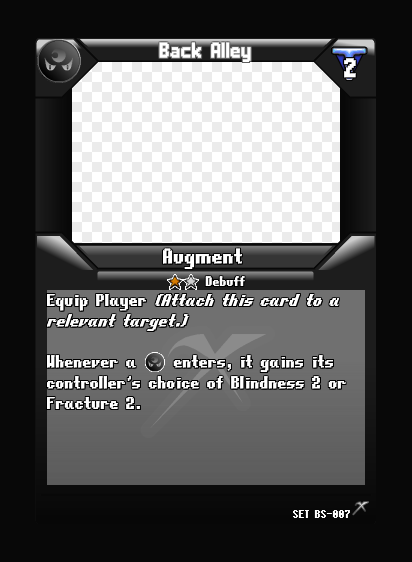 Back Alley
2
Augment
Debuff
Equip Player (Attach this card to a
relevant target.)
Whenever a enters, it gains its
controller's choice of Blindness 2 or
Fracture 2.
SET BS-007